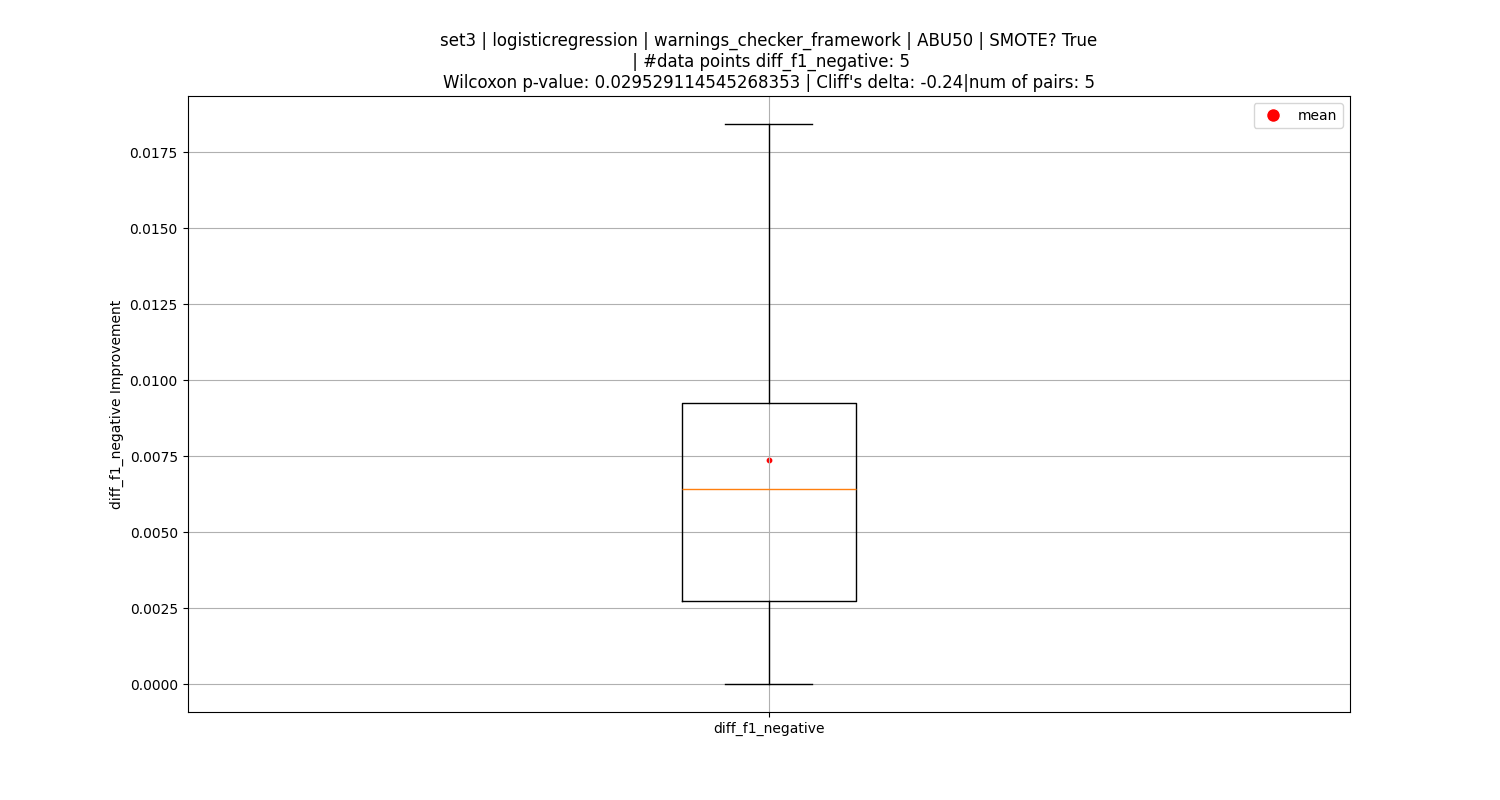 set3 | logisticregression | warnings_checker_framework | ABU50 | SMOTE? True
| #data points diff_f1_negative: 5
Wilcoxon p-value: 0.029529114545268353 | Cliff's delta: -0.24|num of pairs: 5
mean
0.0175
0.0150
0.0125
0.0100
0.0075
0.0050
0.0025
0.0000
diff_f1_negative Improvement
diff_f1_negative